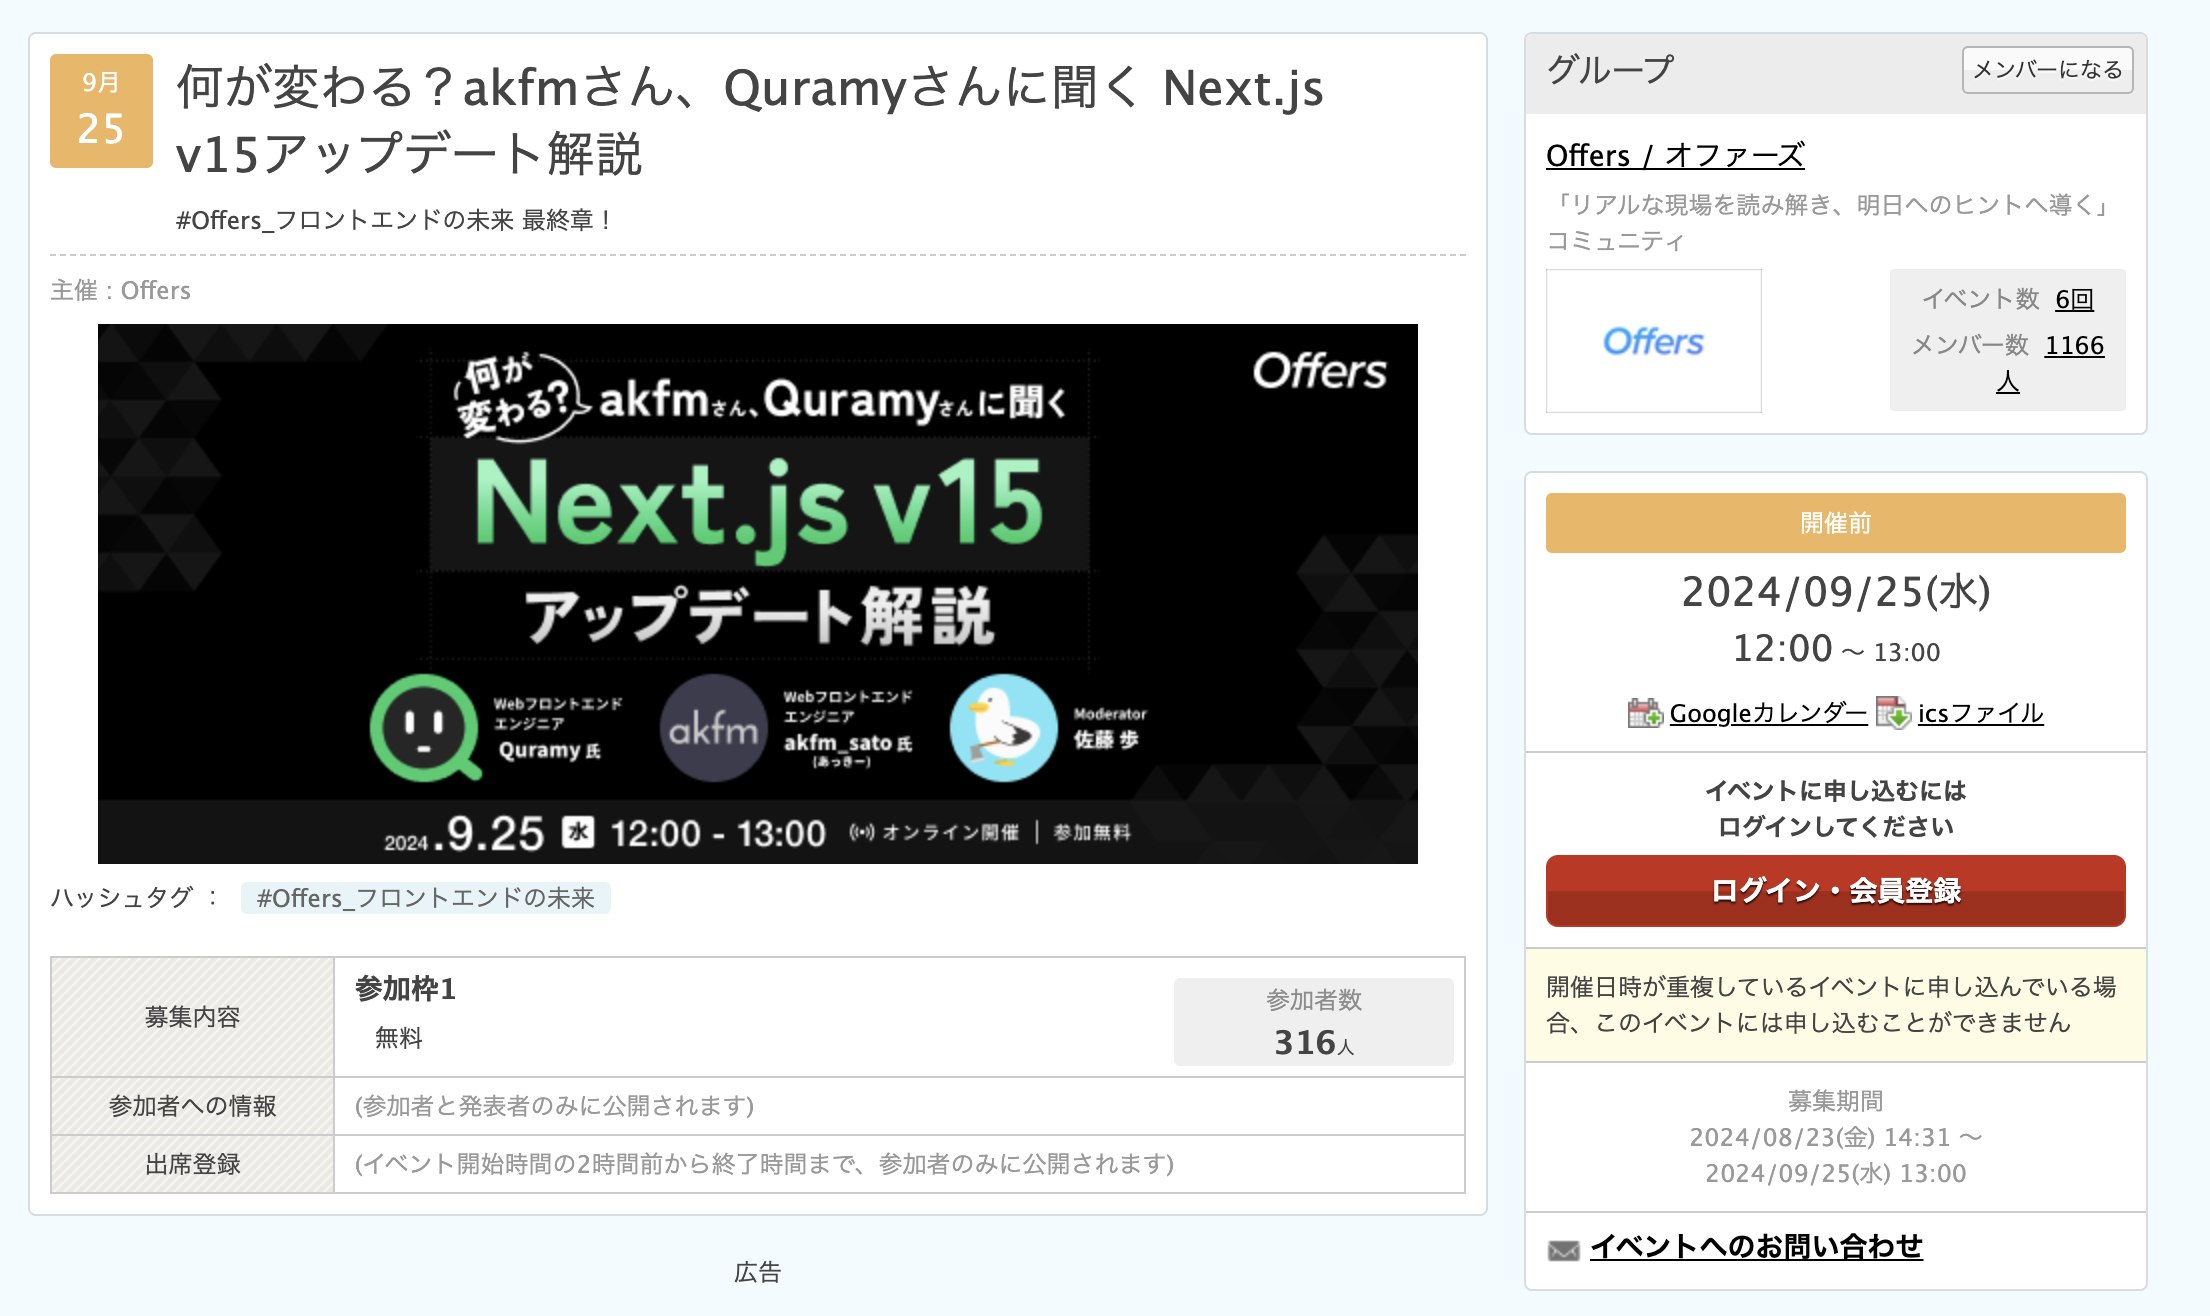 9月
25
何が変わる？akfmさん、Quramyさんに聞く Next.js
v15アップデート解説
#Offers_フロントエンドの未来 最終章！
主催 : Offers
何が
変わる?
akfmさん、Quramyさんに聞く
Offers
Next.js v15
アップデート解説
Webフロントエンド
エンジニア
Quramy 氏
akfm
Webフロントエンド
エンジニア
akfm_sato 氏
(あっきー)
Moderator
佐藤 歩
2024.9.25 水 12:00 - 13:00 オンライン開催 | 参加無料
ハッシュタグ ： #Offers_フロントエンドの未来
募集内容
参加枠1
無料
参加者数
316人
参加者への情報
(参加者と発表者のみに公開されます)
出席登録
(イベント開始時間の2時間前から終了時間まで、参加者のみに公開されます)
広告
グループ
メンバーになる
Offers / オファーズ
「リアルな現場を読み解き、明日へのヒントへ導く」
コミュニティ
Offers
イベント数 6回
メンバー数 1166
人
開催前
2024/09/25(水)
12:00 〜 13:00
Googleカレンダー icsファイル
イベントに申し込むには
ログインしてください
ログイン・会員登録
開催日時が重複しているイベントに申し込んでいる場
合、このイベントには申し込むことができません
募集期間
2024/08/23(金) 14:31 〜
2024/09/25(水) 13:00
イベントへのお問い合わせ